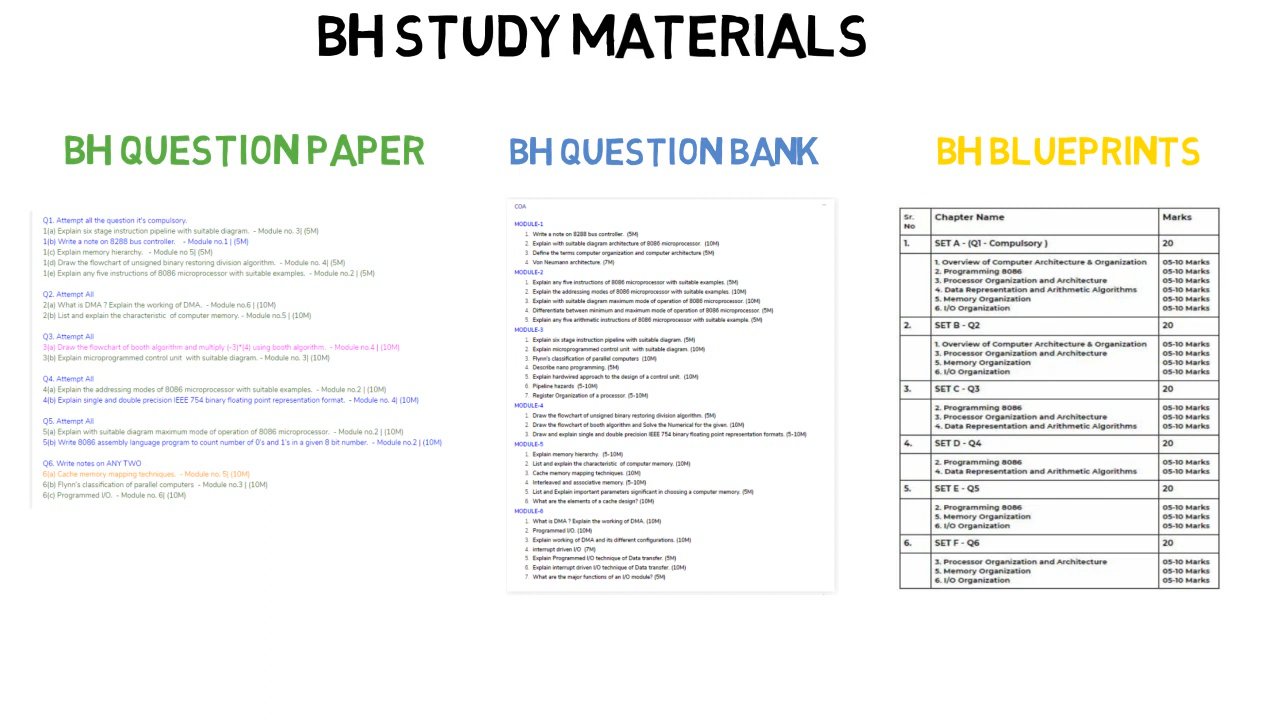 BH STUDY MATERIALS
BH QUESTION PAPER
Q1. Attempt all the question it's compulsory.
1(a) Explain six stage instruction pipeline with suitable diagram. - Module no. 3| (5M)
1(b) Write a note on 8288 bus controller. - Module no.1 | (5M)
1(c) Explain memory hierarchy. - Module no 5| (5M)
1(d) Draw the flowchart of unsigned binary restoring division algorithm. - Module no. 4| (5M)
1(e) Explain any five instructions of 8086 microprocessor with suitable examples. - Module no.2 | (5M)
Q2. Attempt All
2(a) What is DMA ? Explain the working of DMA. - Module no.6 | (10M)
2(b) List and explain the characteristic of computer memory. - Module no.5 | (10M)
Q3. Attempt All
3(a) Draw the flowchart of booth algorithm and multiply (-3)*(4) using booth algorithm. - Module no.4 | (10M)
3(b) Explain microprogrammed control unit with suitable diagram. - Module no. 3| (10M)
Q4. Attempt All
4(a) Explain the addressing modes of 8086 microprocessor with suitable examples. - Module no.2 | (10M)
4(b) Explain single and double precision IEEE 754 binary floating point representation format. - Module no. 4| (10M)
Q5. Attempt All
5(a) Explain with suitable diagram maximum mode of operation of 8086 microprocessor. - Module no.2 | (10M)
5(b) Write 8086 assembly language program to count number of 0's and 1's in a given 8 bit number. - Module no.2 | (10M)
Q6. Write notes on ANY TWO
6(a) Cache memory mapping techniques. - Module no. 5| (10M)
6(b) Flynn's classification of parallel computers - Module no.3 | (10M)
6(c) Programmed I/O. - Module no. 6| (10M)
BH QUESTION BANK
COA
MODULE-1
1. Write a note on 8288 bus controller. (5M)
2. Explain with suitable diagram architecture of 8086 microprocessor. (10M)
3. Define the terms computer organization and computer architecture (5M)
4. Von Neumann architecture. (7M)
MODULE-2
1. Explain any five instructions of 8086 microprocessor with suitable examples. (5M)
2. Explain the addressing modes of 8086 microprocessor with suitable examples. (10M)
3. Explain with suitable diagram maximum mode of operation of 8086 microprocessor. (10M)
4. Differentiate between minimum and maximum mode of operation of 8086 microprocessor. (5M)
5. Explain any five arithmetic instructions of 8086 microprocessor with suitable example. (5M)
MODULE-3
1. Explain six stage instruction pipeline with suitable diagram. (5M)
2. Explain microprogrammed control unit with suitable diagram. (10M)
3. Flynn's classification of parallel computers (10M)
4. Describe nano programming. (5M)
5. Explain hardwired approach to the design of a control unit. (10M)
6. Pipeline hazards (5-10M)
7. Register Organization of a processor. (5-10M)
MODULE-4
1. Draw the flowchart of unsigned binary restoring division algorithm. (5M)
2. Draw the flowchart of booth algorithm and Solve the Numerical for the given. (10M)
3. Draw and explain single and double precision IEEE 754 binary floating point representation formats. (5-10M)
MODULE-5
1. Explain memory hierarchy. (5-10M)
2. List and explain the characteristic of computer memory. (10M)
3. Cache memory mapping techniques. (10M)
4. Interleaved and associative memory. (5-10M)
5. List and Explain important parameters significant in choosing a computer memory. (5M)
6. What are the elements of a cache design? (10M)
MODULE-6
1. What is DMA ? Explain the working of DMA. (10M)
2. Programmed I/O. (10M)
3. Explain working of DMA and its different configurations. (10M)
4. interrupt driven I/O (7M)
5. Explain Programmed I/O technique of Data transfer. (5M)
6. Explain interrupt driven I/O technique of Data transfer. (10M)
7. What are the major functions of an I/O module? (5M)
BH BLUEPRINTS
Sr. No Chapter Name Marks
1. SET A - (Q1 - Compulsory ) 20
1. Overview of Computer Architecture & Organization 05-10 Marks
2. Programming 8086 05-10 Marks
3. Processor Organization and Architecture 05-10 Marks
4. Data Representation and Arithmetic Algorithms 05-10 Marks
5. Memory Organization 05-10 Marks
6. I/O Organization 05-10 Marks
2. SET B - Q2 20
1. Overview of Computer Architecture & Organization 05-10 Marks
3. Processor Organization and Architecture 05-10 Marks
5. Memory Organization 05-10 Marks
6. I/O Organization 05-10 Marks
3. SET C - Q3 20
2. Programming 8086 05-10 Marks
3. Processor Organization and Architecture 05-10 Marks
4. Data Representation and Arithmetic Algorithms 05-10 Marks
4. SET D - Q4 20
2. Programming 8086 05-10 Marks
4. Data Representation and Arithmetic Algorithms 05-10 Marks
5. SET E - Q5 20
2. Programming 8086 05-10 Marks
5. Memory Organization 05-10 Marks
6. I/O Organization 05-10 Marks
6. SET F - Q6 20
3. Processor Organization and Architecture 05-10 Marks
5. Memory Organization 05-10 Marks
6. I/O Organization 05-10 Marks